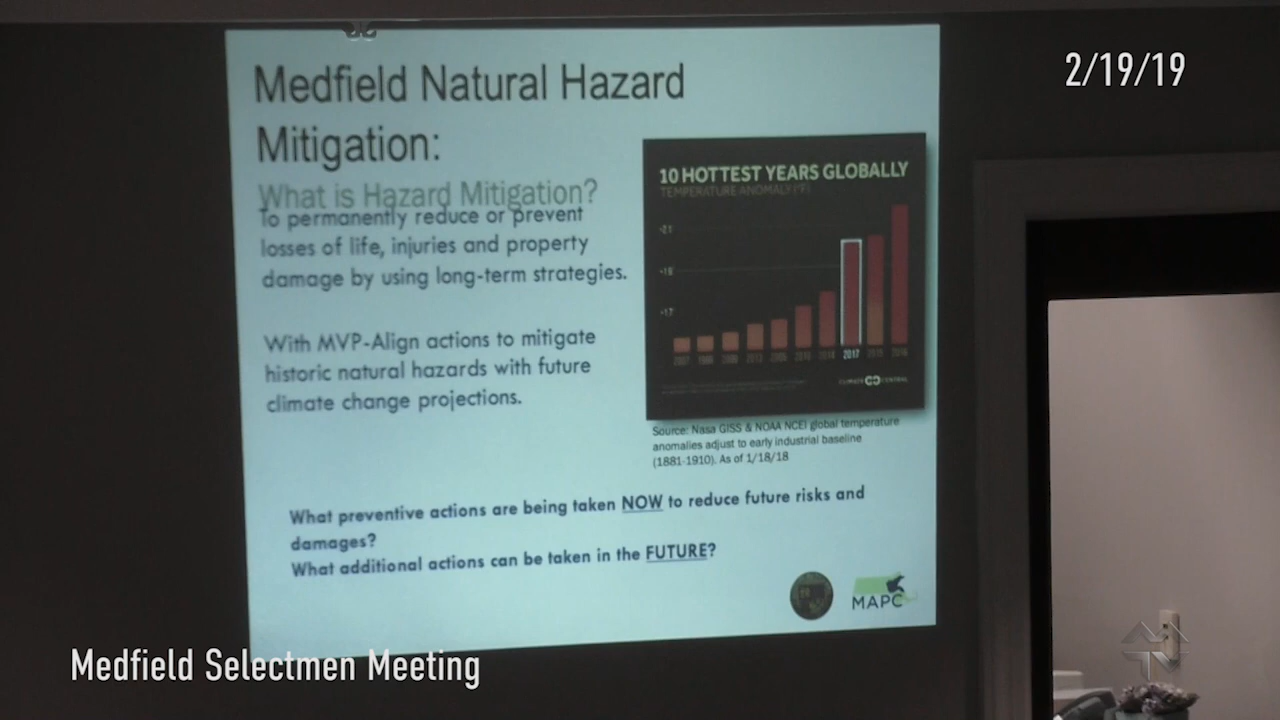 2/19/19
Medfield Natural Hazard
Mitigation:
What is Hazard Mitigation?
To permanently reduce or prevent
losses of life, injuries and property
damage by using long-term strategies.
With MVP-Align actions to mitigate
historic natural hazards with future
climate change projections.
10 HOTTEST YEARS GLOBALLY
TEMPERATURE ANOMALY
2017
CLIMATE CENTRAL
Source: Nasa GISS & NOAA NCEI global temperature
anomalies adjust to early industrial baseline
(1881-1910). As of 1/18/18
What preventive actions are being taken NOW to reduce future risks and
damages?
What additional actions can be taken in the FUTURE?
MAPC
Medfield Selectmen Meeting